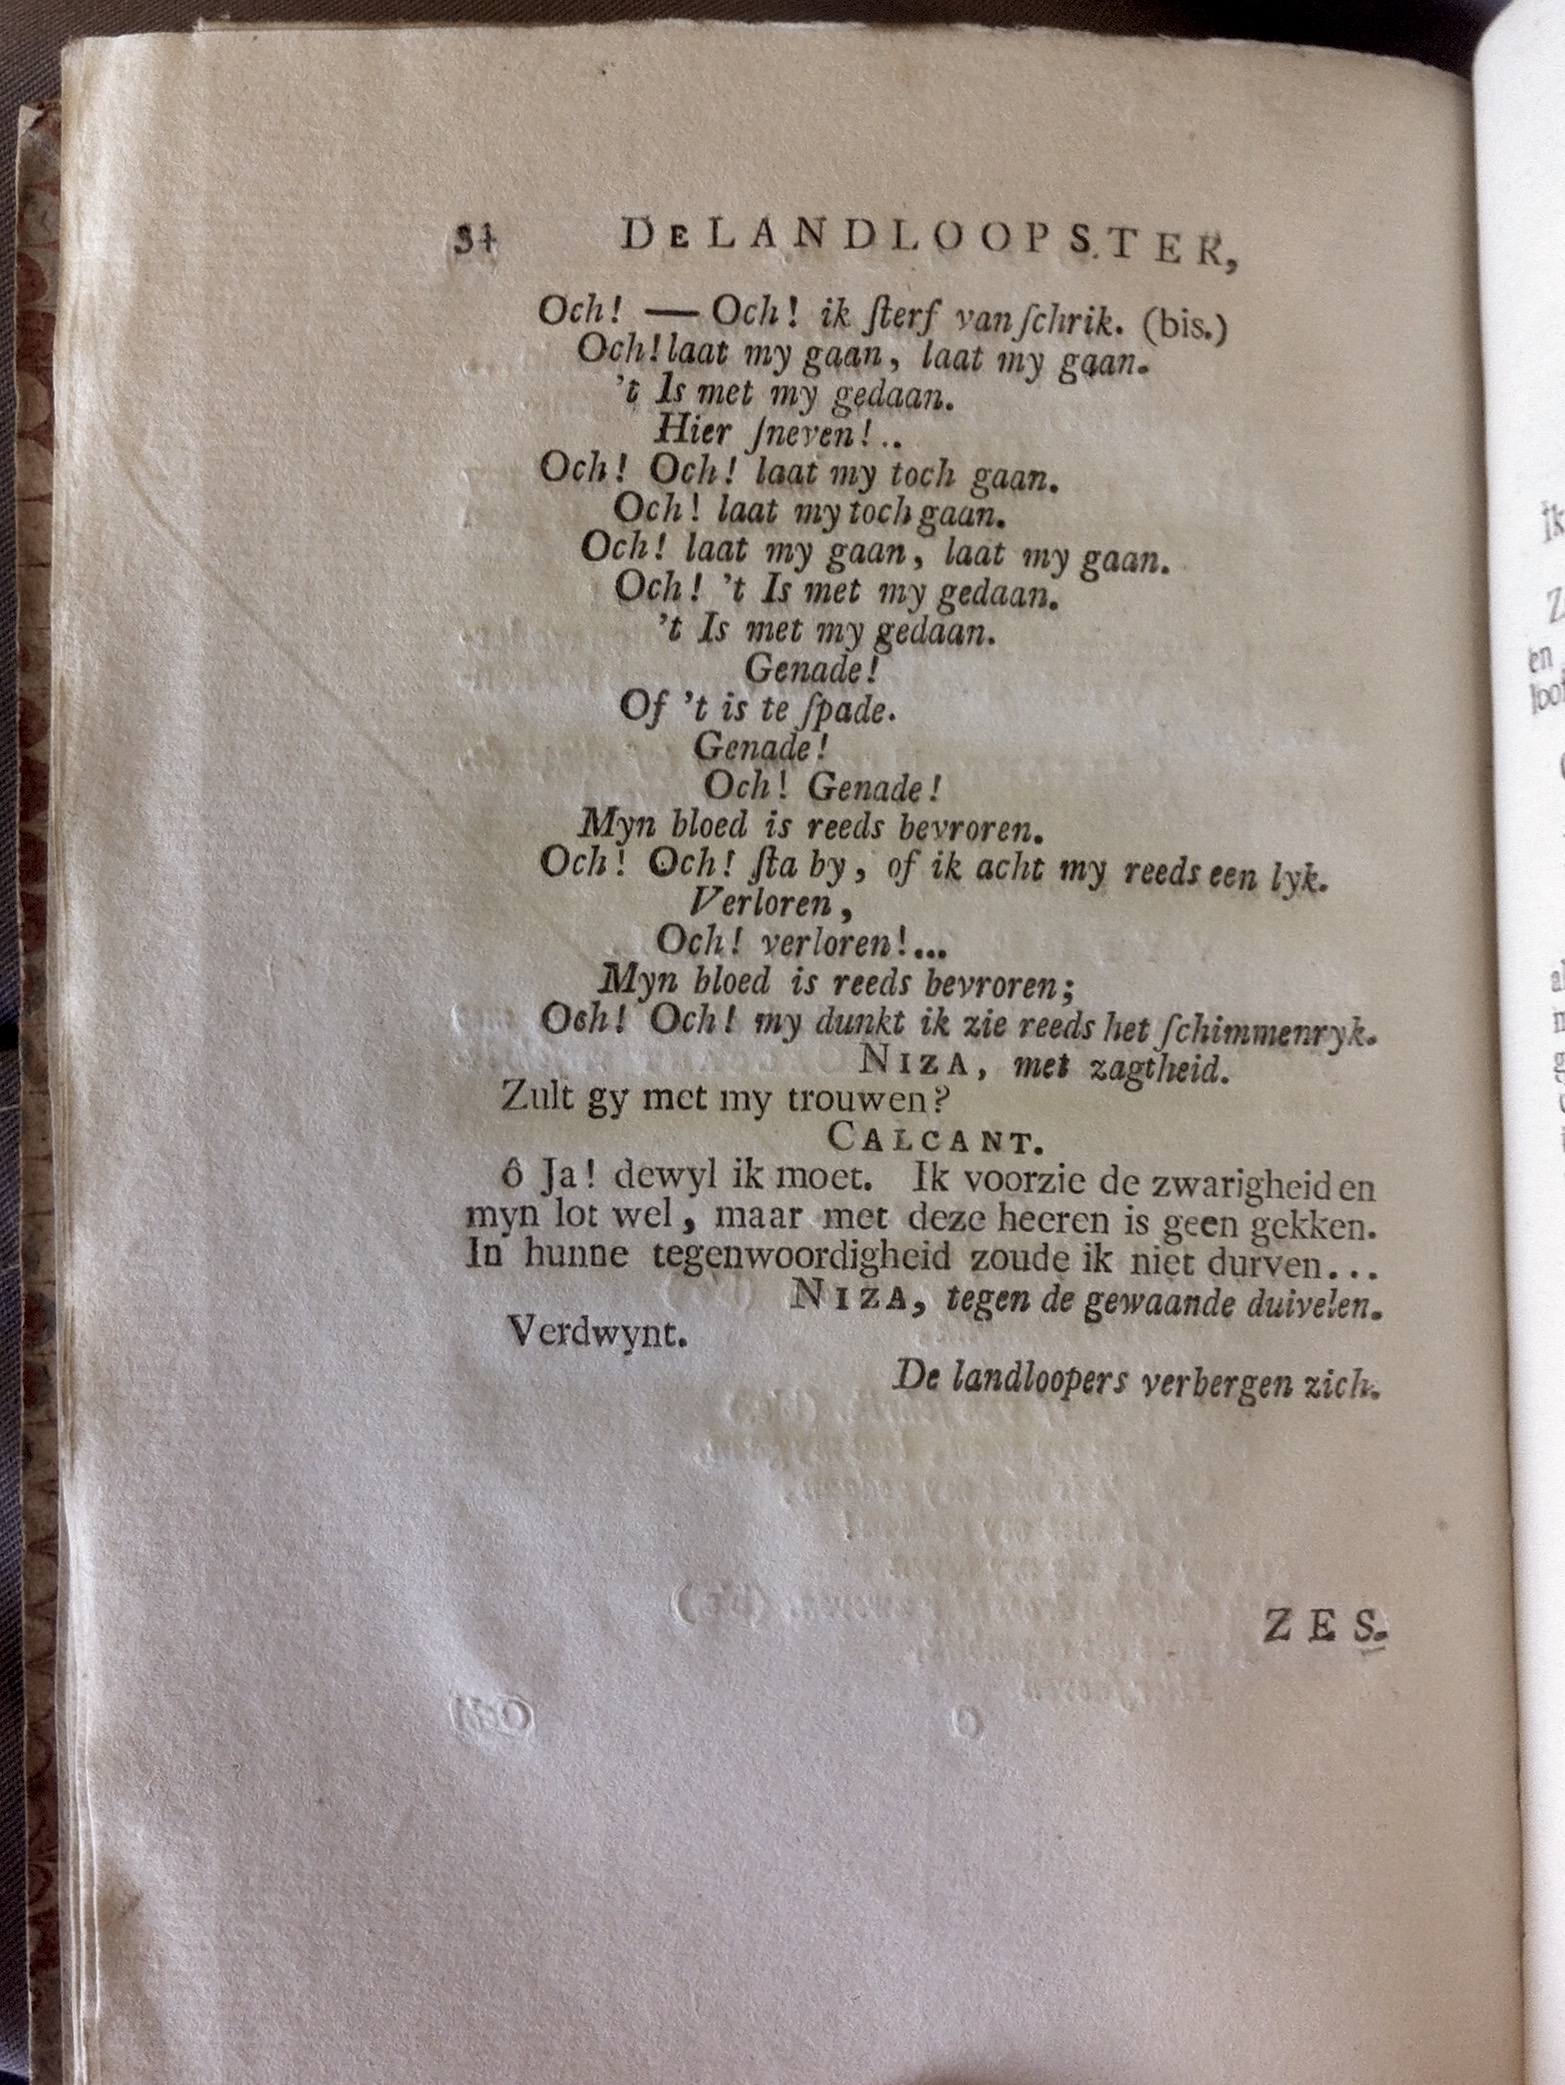 34 DE LANDLOOPSTER,
Och! — Och! ik ſterf van ſchrik. (bis.)
Och! laat my gaan, laat my gaan.
't Is met my gedaan.
Hier ſneven!..
Och! Och! laat my toch gaan.
Och! laat my toch gaan.
Och! laat my gaan, laat my gaan.
Och! 't Is met my gedaan.
't Is met my gedaan.
Genade!
Of 't is te ſpade.
Genade!
Och! Genade!
Myn bloed is reeds bevroren.
Och! Och! ſta by, of ik acht my reeds een lyk.
Verloren,
Och! verloren!...
Myn bloed is reeds bevroren;
Och! Och! my dunkt ik zie reeds het ſchimmenryk.
NIZA, met zagtheid.
Zult gy met my trouwen?
CALCANT.
ô Ja! dewyl ik moet. Ik voorzie de zwarigheid en
myn lot wel, maar met deze heeren is geen gekken.
In hunne tegenwoordigheid zoude ik niet durven...
NIZA, tegen de gewaande duivelen.
Verdwynt.
De landloopers verbergen zich.
ZES.